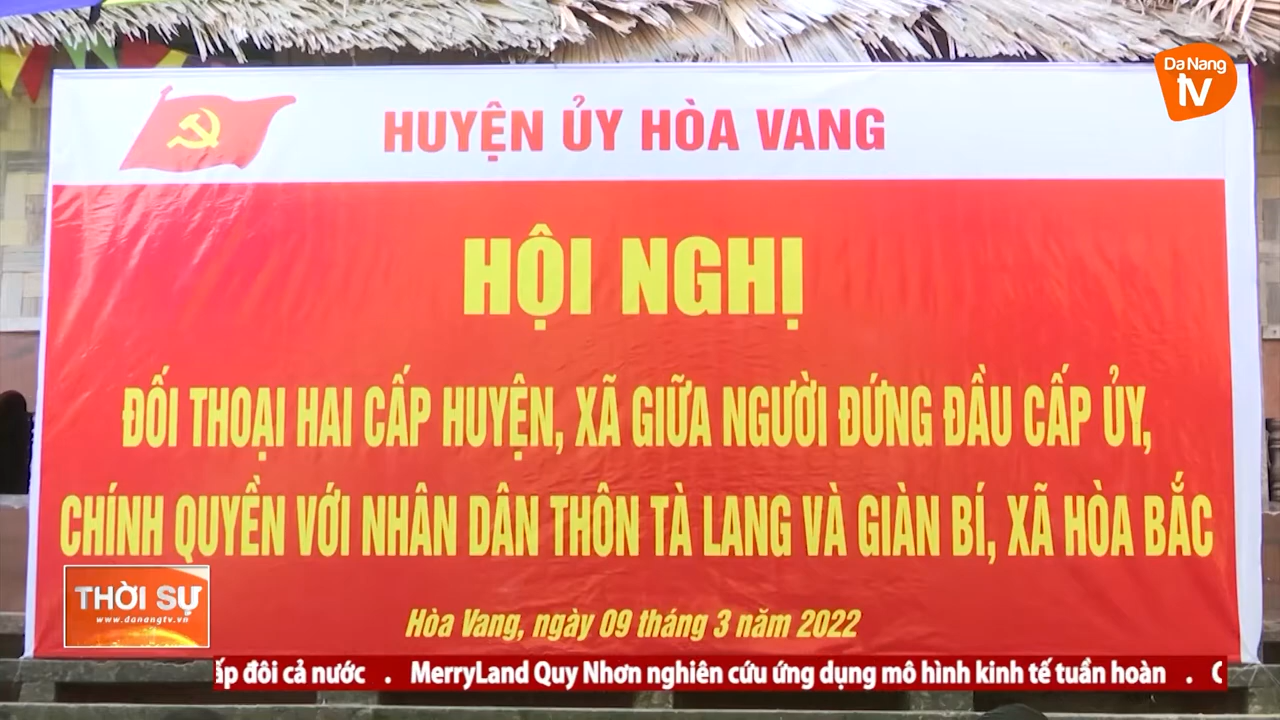 Da Nang
tv
HUYỆN ỦY HÒA VANG
HỘI NGHỊ
ĐỐI THOẠI HAI CẤP HUYỆN, XÃ GIỮA NGƯỜI ĐỨNG ĐẦU CẤP ỦY,
CHÍNH QUYỀN VỚI NHÂN DÂN THÔN TÀ LANG VÀ GIÀN BÍ, XÃ HÒA BẮC
THỜI SỰ
www.danangtv.vn
Hòa Vang, ngày 09 tháng 3 năm 2022
ấp đôi cả nước . MerryLand Quy Nhơn nghiên cứu ứng dụng mô hình kinh tế tuần hoàn .